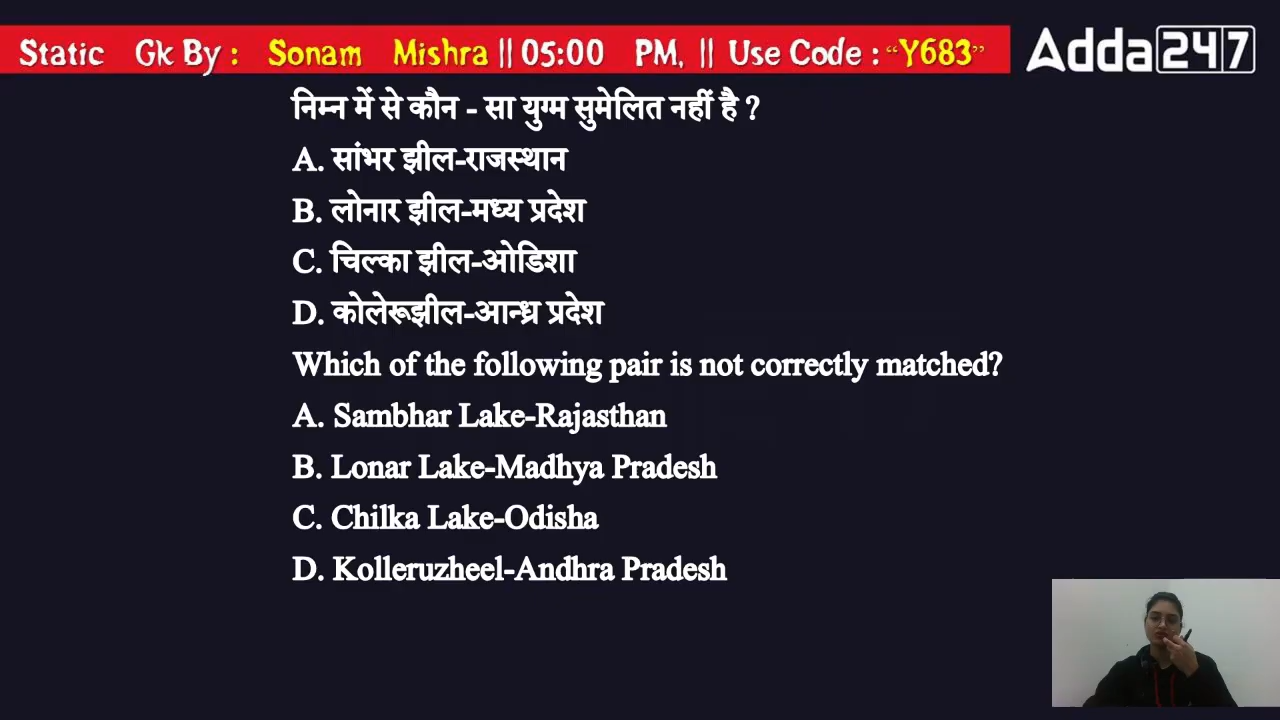 Static Gk By : Sonam Mishra || 05:00 PM, || Use Code : “Y683”
Adda247
निम्न में से कौन - सा युग्म सुमेलित नहीं है ?
A. सांभर झील-राजस्थान
B. लोनार झील-मध्य प्रदेश
C. चिल्का झील-ओडिशा
D. कोलेरूझील-आन्ध्र प्रदेश
Which of the following pair is not correctly matched?
A. Sambhar Lake-Rajasthan
B. Lonar Lake-Madhya Pradesh
C. Chilka Lake-Odisha
D. Kolleruzheel-Andhra Pradesh